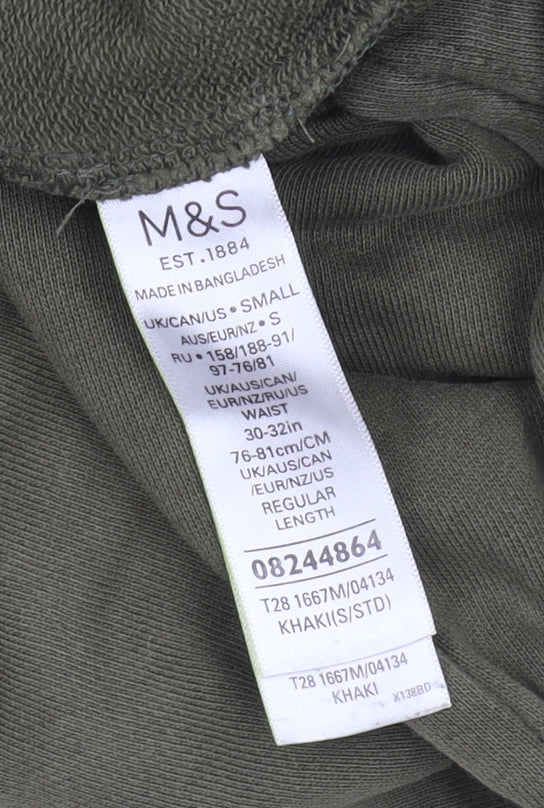 M&S
EST.1884
MADE IN BANGLADESH
UK/CAN/US • SMALL
AUS/EUR/NZ • S
RU • 158/188-91/
97-76/81
UK/AUS/CAN/
EUR/NZ/RU/US
WAIST
30-32in
76-81cm/CM
UK/AUS/CAN
/EUR/NZ/US
REGULAR
LENGTH
08244864
T28 1667M/04134
KHAKI(S/STD)
T28 1667M/04134
KHAKI X138BD